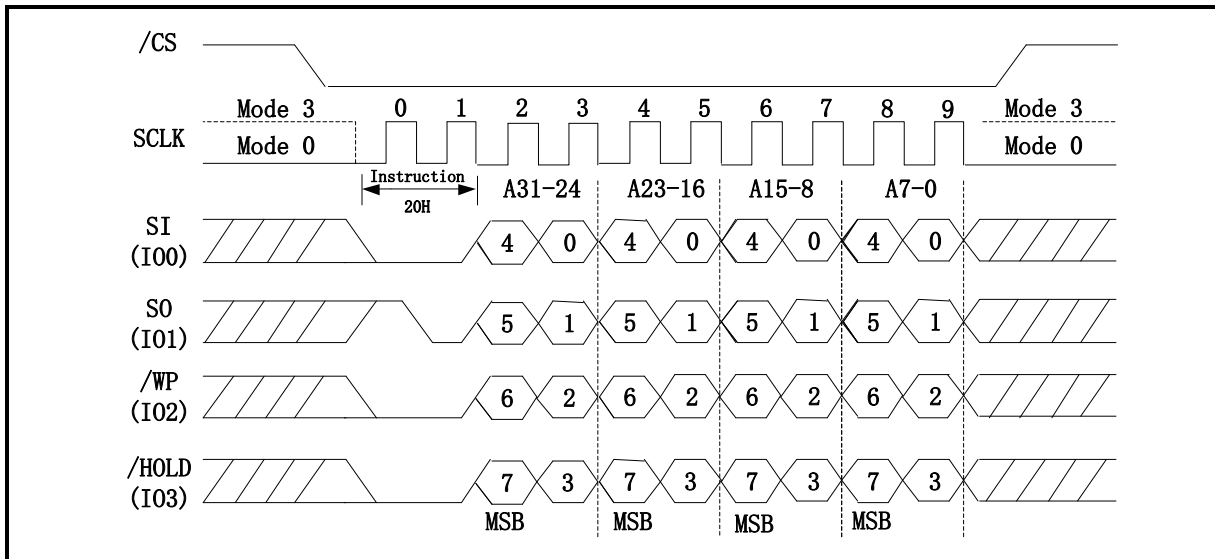 /CS
Mode 3 0 1 2 3 4 5 6 7 8 9 Mode 3
SCLK
Mode 0 Mode 0
Instruction
20H
A31-24 A23-16 A15-8 A7-0
SI
(IO0)
4 0 4 0 4 0 4 0
SO
(IO1)
5 1 5 1 5 1 5 1
/WP
(IO2)
6 2 6 2 6 2 6 2
/HOLD
(IO3)
7 3 7 3 7 3 7 3
MSB MSB MSB MSB